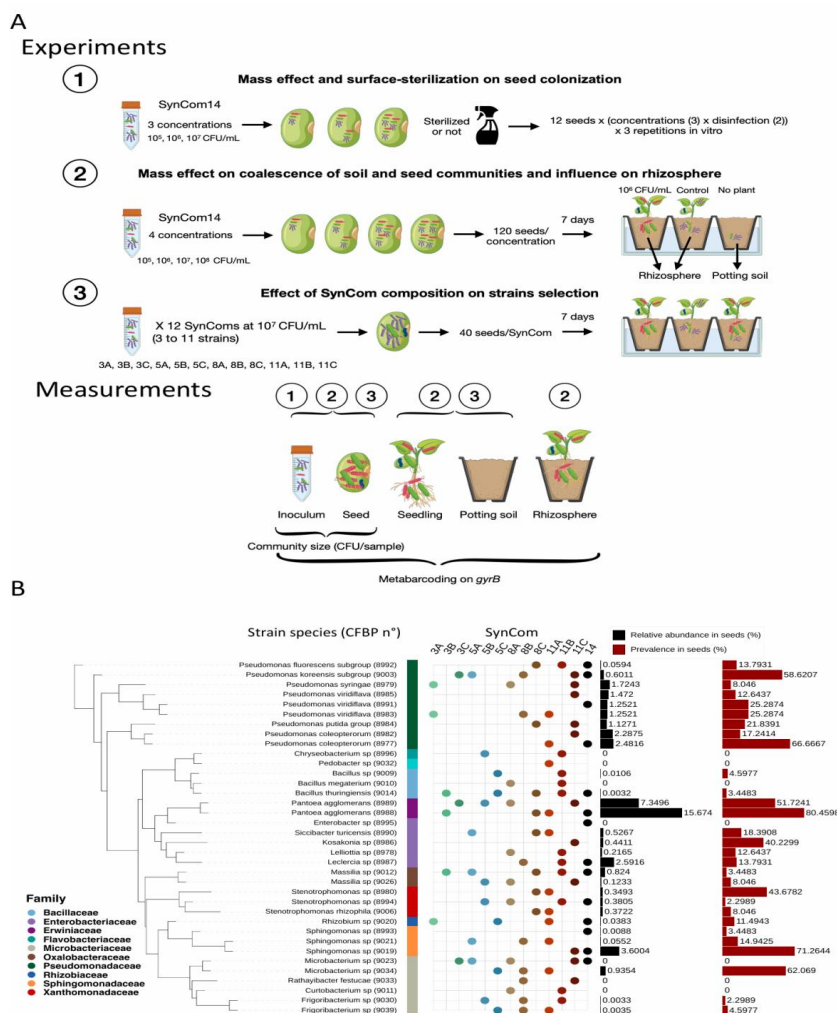 A
Experiments
1
Mass effect and surface-sterilization on seed colonization
SynCom14
3 concentrations
10⁵, 10⁶, 10⁷ CFU/mL
Sterilized or not
12 seeds x (concentrations (3) x disinfection (2)) x 3 repetitions in vitro
2
Mass effect on coalescence of soil and seed communities and influence on rhizosphere
SynCom14
4 concentrations
10⁵, 10⁶, 10⁷, 10⁸ CFU/mL
120 seeds/ concentration
7 days
10⁸ CFU/mL Control No plant
Rhizosphere Potting soil
3
Effect of SynCom composition on strains selection
X 12 SynComs at 10⁷ CFU/mL
(3 to 11 strains)
3A, 3B, 3C, 5A, 5B, 5C, 8A, 8B, 8C, 11A, 11B, 11C
40 seeds/SynCom
7 days
Measurements
1 2 3 2 3 2
Inoculum Seed Seedling Potting soil Rhizosphere
Community size (CFU/sample)
Metabarcoding on gyrB
B
Strain species (CFBP n°) SynCom
Relative abundance in seeds (%)
Prevalence in seeds (%)
3A 3B 3C 5A 5B 5C 6A 8B 8C 11A 11B 11C 14
Pseudomonas fluorescens subgroup (8992) 0.0594 13.7931
Pseudomonas koreensis subgroup (9003) 0.6011 58.6207
Pseudomonas syringae (8979) 1.7243 8.046
Pseudomonas viridiflava (8985) 1.472 12.6437
Pseudomonas viridiflava (8991) 1.2521 25.2874
Pseudomonas viridiflava (8983) 1.2521 25.2874
Pseudomonas putida group (8984) 1.1271 21.8391
Pseudomonas coleopterorum (8982) 2.2875 17.2414
Pseudomonas coleopterorum (8977) 2.4816 66.6667
Chryseobacterium sp (8996) 0 0
Pedobacter sp (9032) 0 0
Bacillus sp (9009) 0.0106 4.5977
Bacillus megaterium (9010) 0 0
Bacillus thuringiensis (9014) 0.0032 3.4483
Pantoea agglomerans (8989) 7.3496 51.7241
Pantoea agglomerans (8988) 15.674 80.4598
Enterobacter sp (8995) 0 0
Siccibacter turicensis (8990) 0.5267 18.3908
Kosakonia sp (8986) 0.4411 40.2299
Lelliottia sp (8978) 0.2165 12.6437
Leclercia sp (8987) 2.5916 13.7931
Massilia sp (9012) 0.824 3.4483
Massilia sp (9026) 0.1233 8.046
Stenotrophomonas sp (8980) 0.3493 43.6782
Stenotrophomonas sp (8994) 0.3805 2.2989
Stenotrophomonas rhizophila (9006) 0.3722 8.046
Rhizobium sp (9020) 0.0383 11.4943
Sphingomonas sp (8993) 0.0088 3.4483
Sphingomonas sp (9021) 0.0552 14.9425
Sphingomonas sp (9019) 3.6004 71.2644
Microbacterium sp (9023) 0 0
Microbacterium sp (9034) 0.9354 62.069
Rathayibacter festucae (9033) 0 0
Curtobacterium sp (9011) 0 0
Frigoribacterium sp (9030) 0.0033 2.2989
Frigoribacterium sp (9039) 0.0035 4.5977
Family
Bacillaceae
Enterobacteriaceae
Erwiniaceae
Flavobacteriaceae
Microbacteriaceae
Oxalobacteraceae
Pseudomonadaceae
Rhizobiaceae
Sphingomonadaceae
Xanthomonadaceae